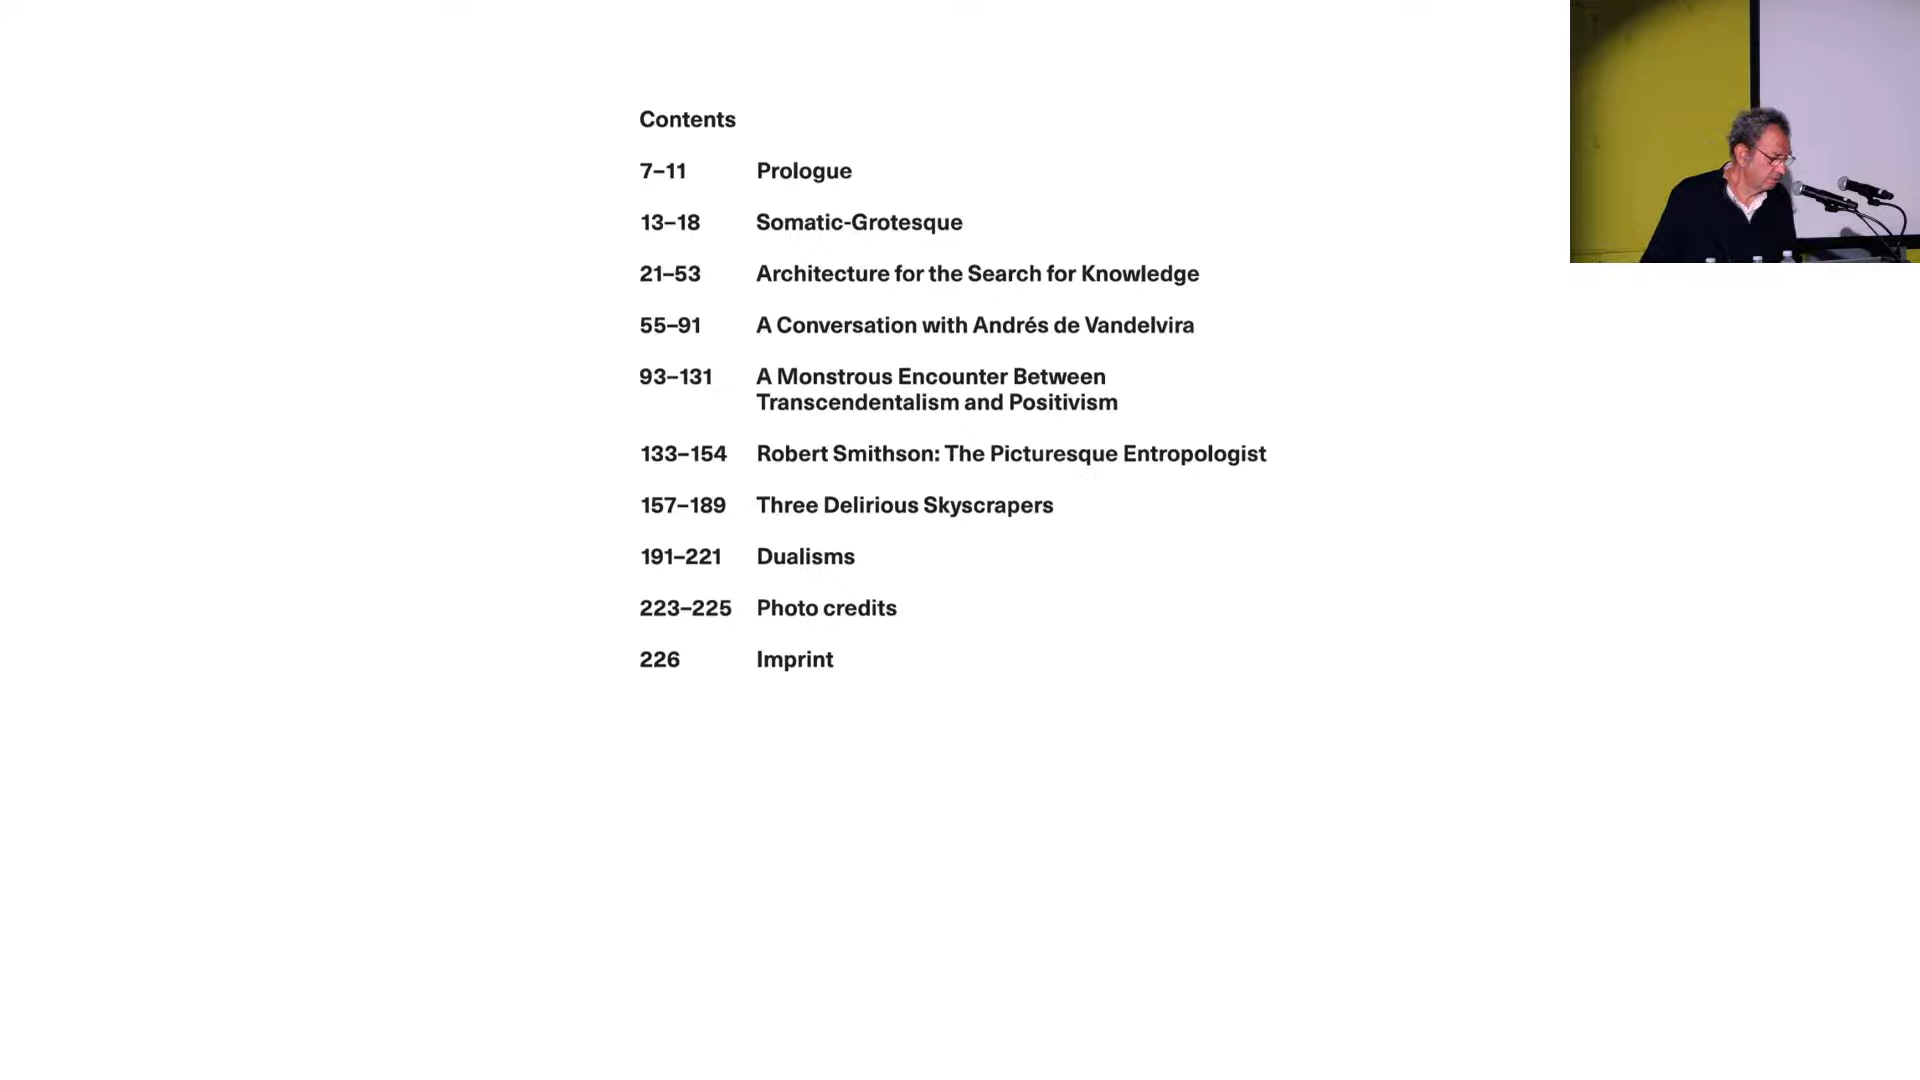 Contents
7–11 Prologue
13–18 Somatic-Grotesque
21–53 Architecture for the Search for Knowledge
55–91 A Conversation with Andrés de Vandelvira
93–131 A Monstrous Encounter Between
Transcendentalism and Positivism
133–154 Robert Smithson: The Picturesque Entropologist
157–189 Three Delirious Skyscrapers
191–221 Dualisms
223–225 Photo credits
226 Imprint